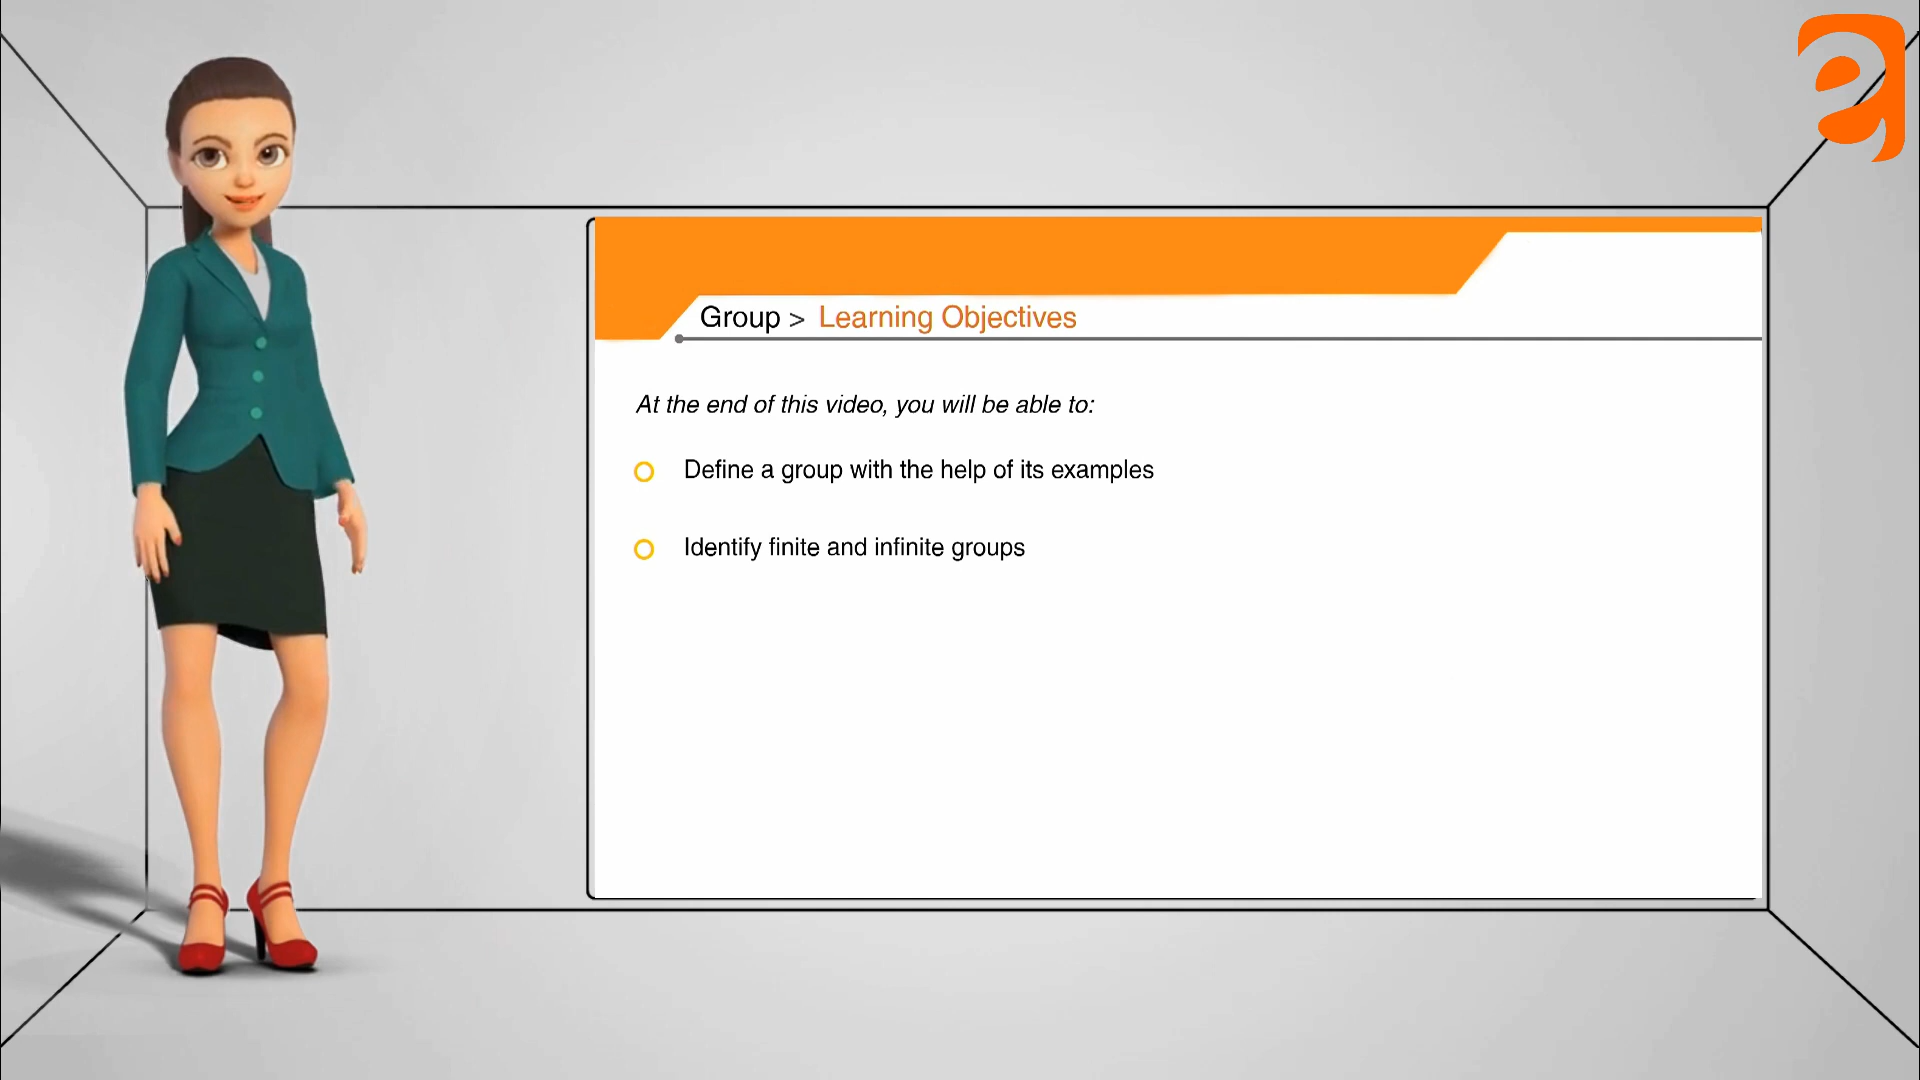 Group > Learning Objectives
At the end of this video, you will be able to:
Define a group with the help of its examples
Identify finite and infinite groups